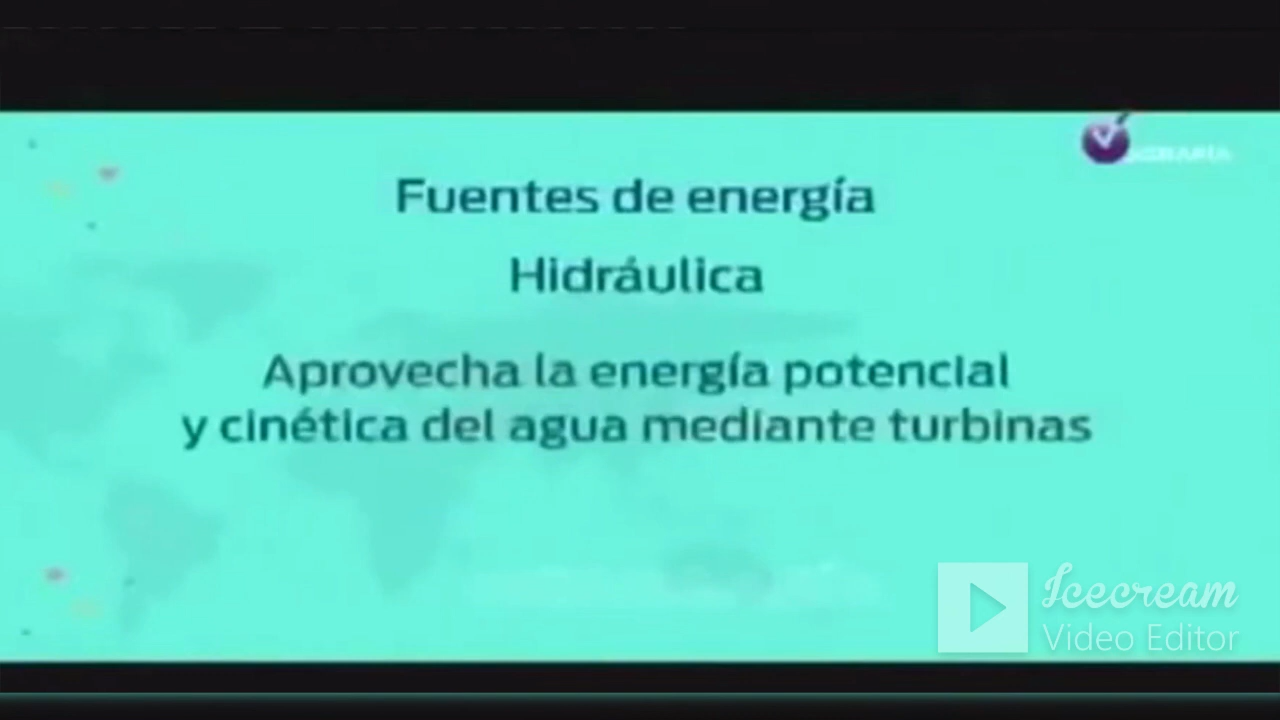 Fuentes de energía
Hidráulica
Aprovecha la energía potencial
y cinética del agua mediante turbinas
Icecream
Video Editor